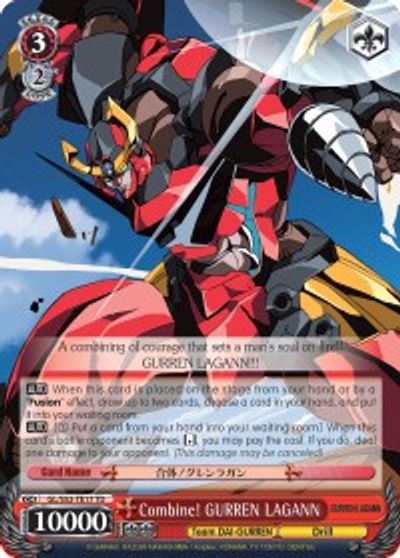 3
2
A combining of courage that sets a man's soul on fire!!
GURREN LAGANN!!!
When this card is placed on the stage from your hand or by a
"Fusion" effect, draw up to two cards, discard a card in your hand, and put
it into your waiting room.
[① Put a card from your hand into your waiting room] When this
card's battle opponent becomes, you may pay the cost. If you do, deal
one damage to your opponent. (This damage may be canceled)
Card Name 合体!グレンラガン
10000
Combine! GURREN LAGANN
GURREN LAGANN
Team DAI-GURREN
Drill